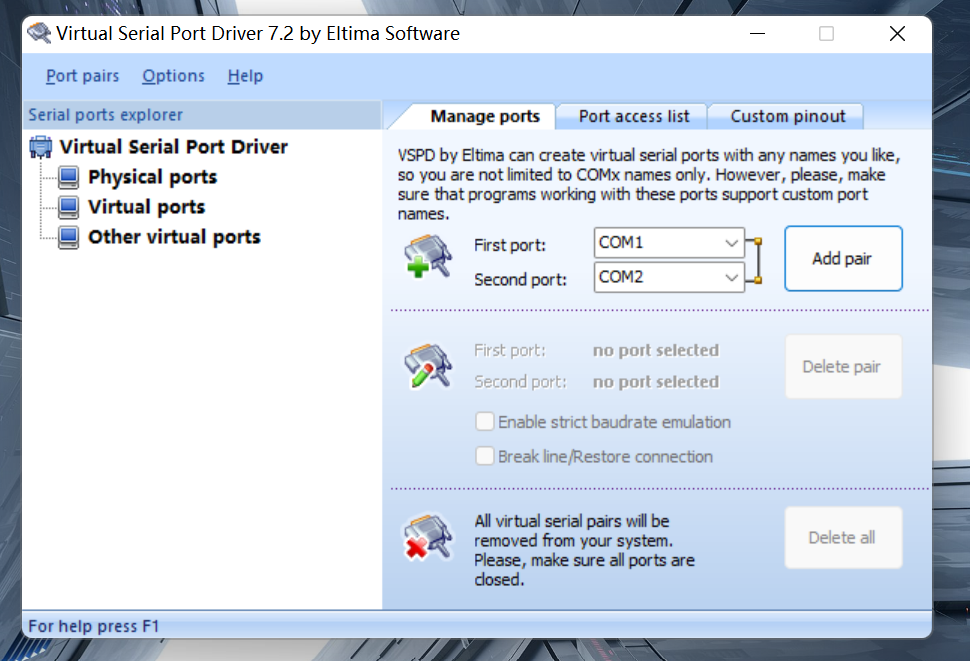 Virtual Serial Port Driver 7.2 by Eltima Software
Port pairs Options Help
Serial ports explorer
Virtual Serial Port Driver
Physical ports
Virtual ports
Other virtual ports
Manage ports Port access list Custom pinout
VSPD by Eltima can create virtual serial ports with any names you like,
so you are not limited to COMx names only. However, please, make
sure that programs working with these ports support custom port
names.
First port: COM1
Second port: COM2
Add pair
First port: no port selected
Second port: no port selected
Delete pair
Enable strict baudrate emulation
Break line/Restore connection
All virtual serial pairs will be
removed from your system.
Please, make sure all ports are
closed.
Delete all
For help press F1